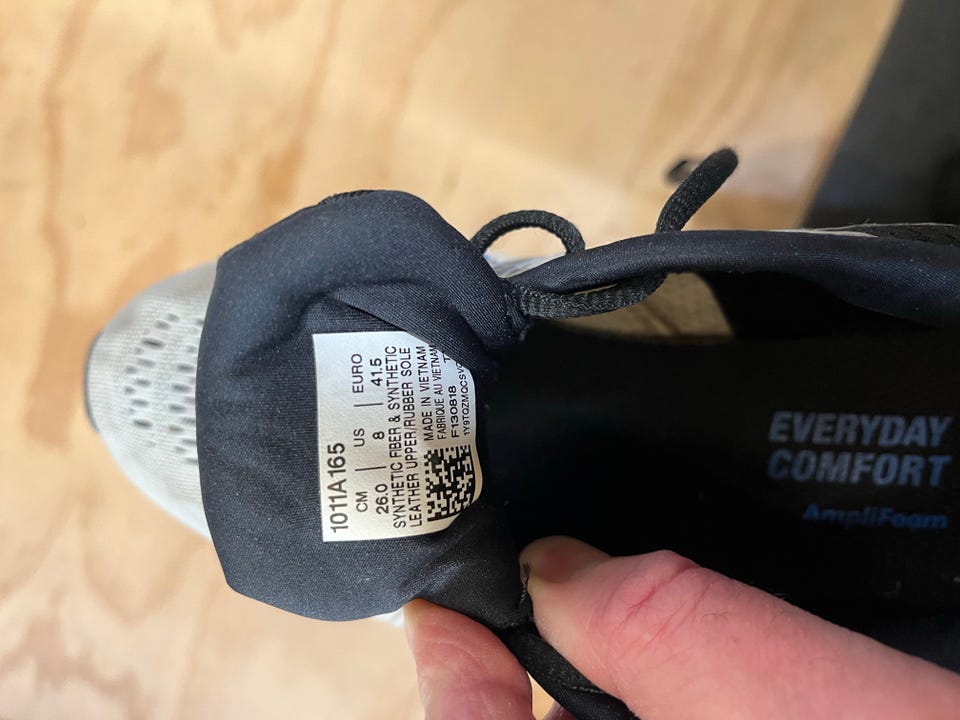 1011A165
CM | US | EURO
26.0 | 8 | 41.5
SYNTHETIC FIBER & SYNTHETIC
LEATHER UPPER/RUBBER SOLE
MADE IN VIETNAM
FABRIQUE AU VIETNAM
F130818
EVERYDAY
COMFORT
AmpliFoam